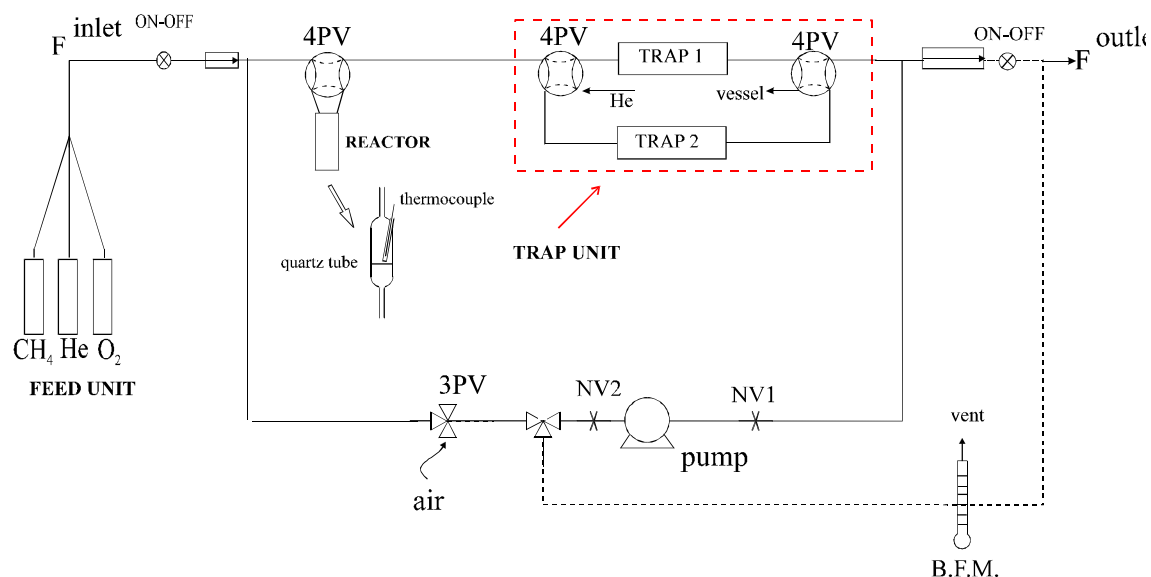 F inlet ON-OFF
4PV
4PV
4PV
ON-OFF
F outle
TRAP 1
He
vessel
REACTOR
TRAP 2
thermocouple
quartz tube
TRAP UNIT
CH4 He O2
FEED UNIT
3PV
NV2
NV1
air
pump
vent
B.F.M.